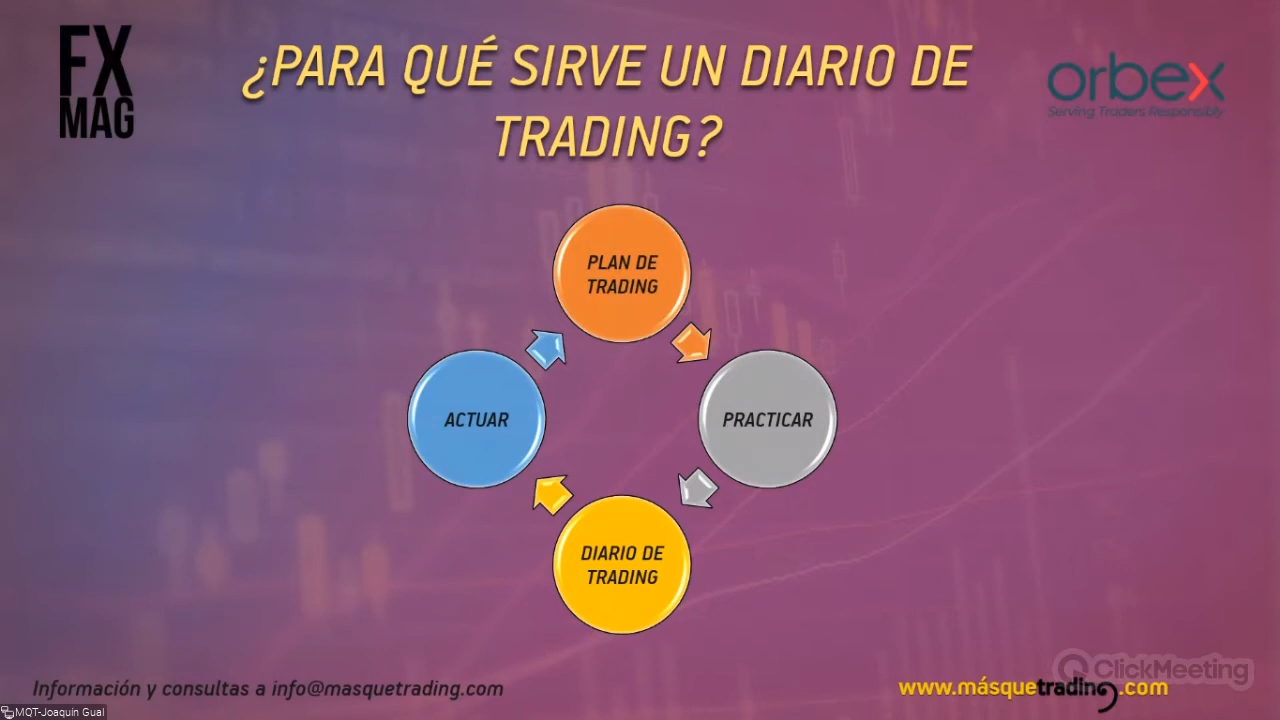 FX
MAG
¿PARA QUÉ SIRVE UN DIARIO DE
TRADING?
orbex
Serving Traders Responsibly
PLAN DE
TRADING
ACTUAR
PRACTICAR
DIARIO DE
TRADING
ClickMeeting
Información y consultas a info@masquetrading.com
www.másquetrading.com
MQT-Joaquin Gual